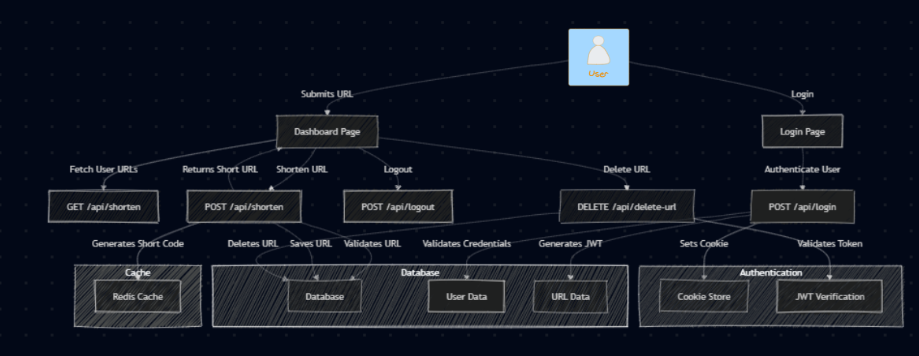 User
Submits URL
Login
Dashboard Page
Login Page
Fetch User URLs
Returns Short URL
Shorten URL
Logout
Delete URL
Authenticate User
GET /api/shorten
POST /api/shorten
POST /api/logout
DELETE /api/delete-url
POST /api/login
Generates Short Code
Deletes URL
Saves URL
Validates URL
Validates Credentials
Generates JWT
Sets Cookie
Validates Token
Cache
Database
Authentication
Redis Cache
Database
User Data
URL Data
Cookie Store
JWT Verification